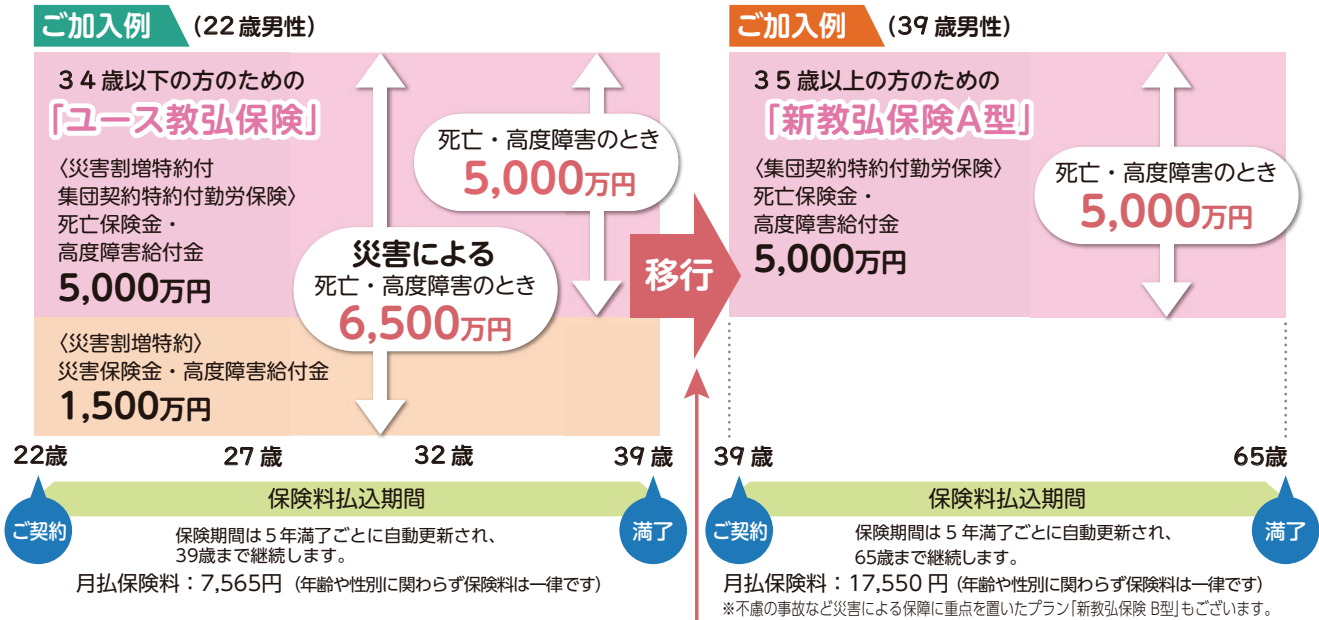 ご加入例 (22歳男性)
34歳以下の方のための
「ユース教弘保険」
〈災害割増特約付
集団契約特約付勤労保険〉
死亡保険金・
高度障害給付金
5,000万円
死亡・高度障害のとき
5,000万円
災害による
死亡・高度障害のとき
6,500万円
〈災害割増特約〉
災害保険金・高度障害給付金
1,500万円
22歳 27歳 32歳 39歳
ご契約
保険料払込期間
満了
保険期間は5年満了ごとに自動更新され、
39歳まで継続します。
月払保険料：7,565円（年齢や性別に関わらず保険料は一律です）
移行
ご加入例 (39歳男性)
35歳以上の方のための
「新教弘保険A型」
〈集団契約特約付勤労保険〉
死亡保険金・
高度障害給付金
5,000万円
死亡・高度障害のとき
5,000万円
39歳 65歳
ご契約
保険料払込期間
満了
保険期間は5年満了ごとに自動更新され、
65歳まで継続します。
月払保険料：17,550円（年齢や性別に関わらず保険料は一律です）
※不慮の事故など災害による保障に重点を置いたプラン「新教弘保険 B型」もございます。